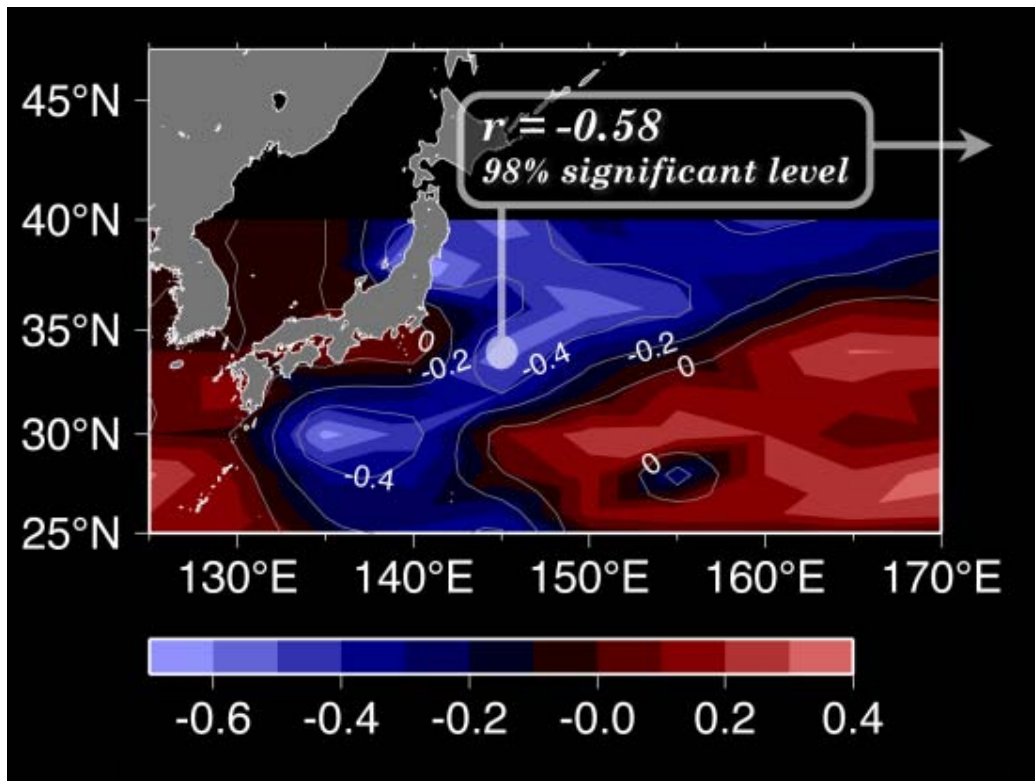 45°N
r = -0.58
98% significant level
40°N
35°N
0
-0.2
-0.4
-0.2
0
30°N
0
-0.4
25°N
130°E 140°E 150°E 160°E 170°E
-0.6 -0.4 -0.2 -0.0 0.2 0.4